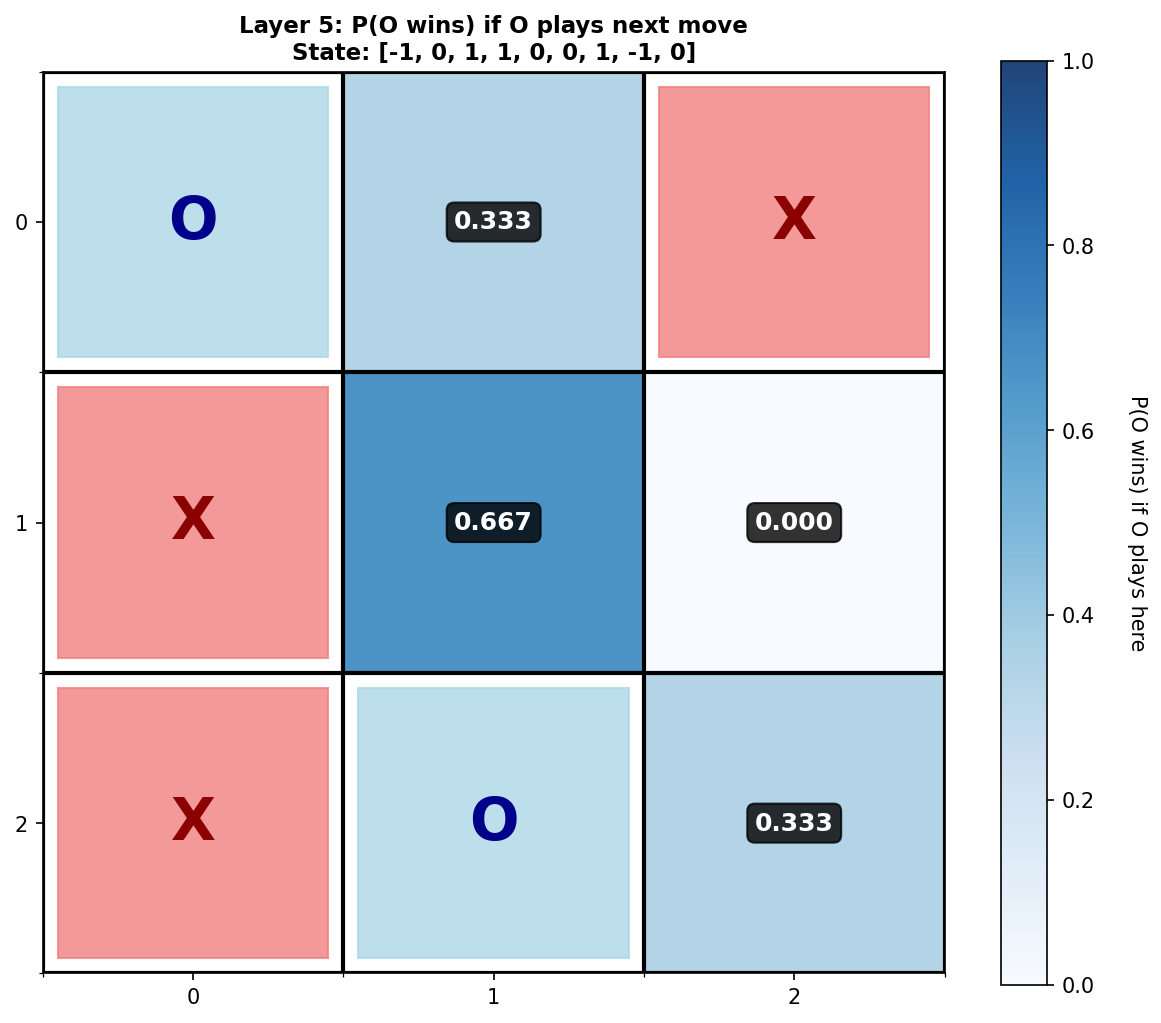 Layer 5: P(O wins) if O plays next move
State: [-1, 0, 1, 1, 0, 0, 1, -1, 0]
O
0.333
X
X
0.667
0.000
X
O
0.333
0
1
2
0
1
2
1.0
0.8
0.6
0.4
0.2
0.0
P(O wins) if O plays here